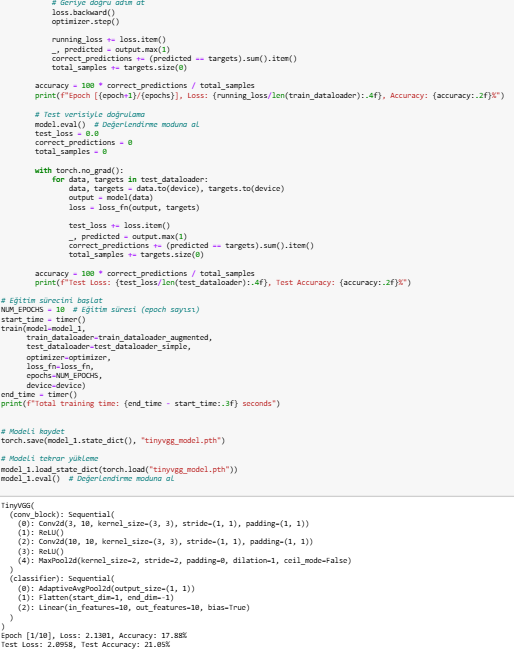 # Geriye doğru adım at
loss.backward()
optimizer.step()
running_loss += loss.item()
_, predicted = output.max(1)
correct_predictions += (predicted == targets).sum().item()
total_samples += targets.size(0)
accuracy = 100 * correct_predictions / total_samples
print(f"Epoch [{epoch+1}/{epochs}], Loss: {running_loss/len(train_dataloader):.4f}, Accuracy: {accuracy:.2f}%")
# Test verisiyle doğrulama
model.eval()  # Değerlendirme moduna al
test_loss = 0.0
correct_predictions = 0
total_samples = 0
with torch.no_grad():
for data, targets in test_dataloader:
data, targets = data.to(device), targets.to(device)
output = model(data)
loss = loss_fn(output, targets)
test_loss += loss.item()
_, predicted = output.max(1)
correct_predictions += (predicted == targets).sum().item()
total_samples += targets.size(0)
accuracy = 100 * correct_predictions / total_samples
print(f"Test Loss: {test_loss/len(test_dataloader):.4f}, Test Accuracy: {accuracy:.2f}%")
# Eğitim sürecini başlat
NUM_EPOCHS = 10  # Eğitim süresi (epoch sayısı)
start_time = timer()
train(model=model_1,
train_dataloader=train_dataloader_augmented,
test_dataloader=test_dataloader_simple,
optimizer=optimizer,
loss_fn=loss_fn,
epochs=NUM_EPOCHS,
device=device)
end_time = timer()
print(f"Total training time: {end_time - start_time:.3f} seconds")
# Modeli kaydet
torch.save(model_1.state_dict(), "tinyvgg_model.pth")
# Modeli tekrar yükleme
model_1.load_state_dict(torch.load("tinyvgg_model.pth"))
model_1.eval()  # Değerlendirme moduna al
TinyVGG(
(conv_block): Sequential(
(0): Conv2d(3, 10, kernel_size=(3, 3), stride=(1, 1), padding=(1, 1))
(1): ReLU()
(2): Conv2d(10, 10, kernel_size=(3, 3), stride=(1, 1), padding=(1, 1))
(3): ReLU()
(4): MaxPool2d(kernel_size=2, stride=2, padding=0, dilation=1, ceil_mode=False)
)
(classifier): Sequential(
(0): AdaptiveAvgPool2d(output_size=(1, 1))
(1): Flatten(start_dim=1, end_dim=-1)
(2): Linear(in_features=10, out_features=10, bias=True)
)
)
Epoch [1/10], Loss: 2.1301, Accuracy: 17.88%
Test Loss: 2.0958, Test Accuracy: 21.05%